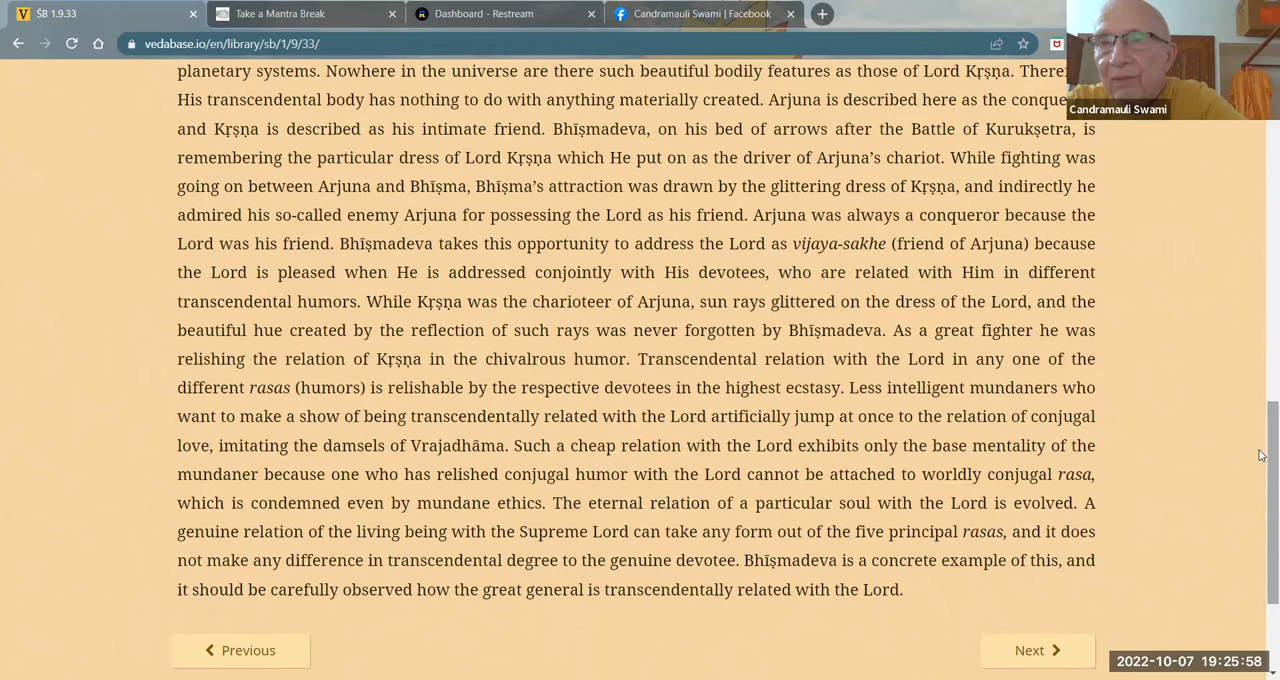 ŚB 1.9.33
Take a Mantra Break
Dashboard - Restream
Candramauli Swami | Facebook
vedabase.io/en/library/sb/1/9/33/
Candramauli Swami
planetary systems. Nowhere in the universe are there such beautiful bodily features as those of Lord Kṛṣṇa.
His transcendental body has nothing to do with anything materially created. Arjuna is described here as the
and Kṛṣṇa is described as his intimate friend. Bhīṣmadeva, on his bed of arrows after the Battle of Kurukṣetra, is
remembering the particular dress of Lord Kṛṣṇa which He put on as the driver of Arjuna’s chariot. While fighting was
going on between Arjuna and Bhīṣma, Bhīṣma’s attraction was drawn by the glittering dress of Kṛṣṇa, and indirectly he
admired his so-called enemy Arjuna for possessing the Lord as his friend. Arjuna was always a conqueror because the
Lord was his friend. Bhīṣmadeva takes this opportunity to address the Lord as vijaya-sakhe (friend of Arjuna) because
the Lord is pleased when He is addressed conjointly with His devotees, who are related with Him in different
transcendental humors. While Kṛṣṇa was the charioteer of Arjuna, sun rays glittered on the dress of the Lord, and the
beautiful hue created by the reflection of such rays was never forgotten by Bhīṣmadeva. As a great fighter he was
relishing the relation of Kṛṣṇa in the chivalrous humor. Transcendental relation with the Lord in any one of the
different rasas (humors) is relishable by the respective devotees in the highest ecstasy. Less intelligent mundaners who
want to make a show of being transcendentally related with the Lord artificially jump at once to the relation of conjugal
love, imitating the damsels of Vrajadhāma. Such a cheap relation with the Lord exhibits only the base mentality of the
mundaner because one who has relished conjugal humor with the Lord cannot be attached to worldly conjugal rasa,
which is condemned even by mundane ethics. The eternal relation of a particular soul with the Lord is evolved. A
genuine relation of the living being with the Supreme Lord can take any form out of the five principal rasas, and it does
not make any difference in transcendental degree to the genuine devotee. Bhīṣmadeva is a concrete example of this, and
it should be carefully observed how the great general is transcendentally related with the Lord.
Previous
Next
2022-10-07 19:25:58